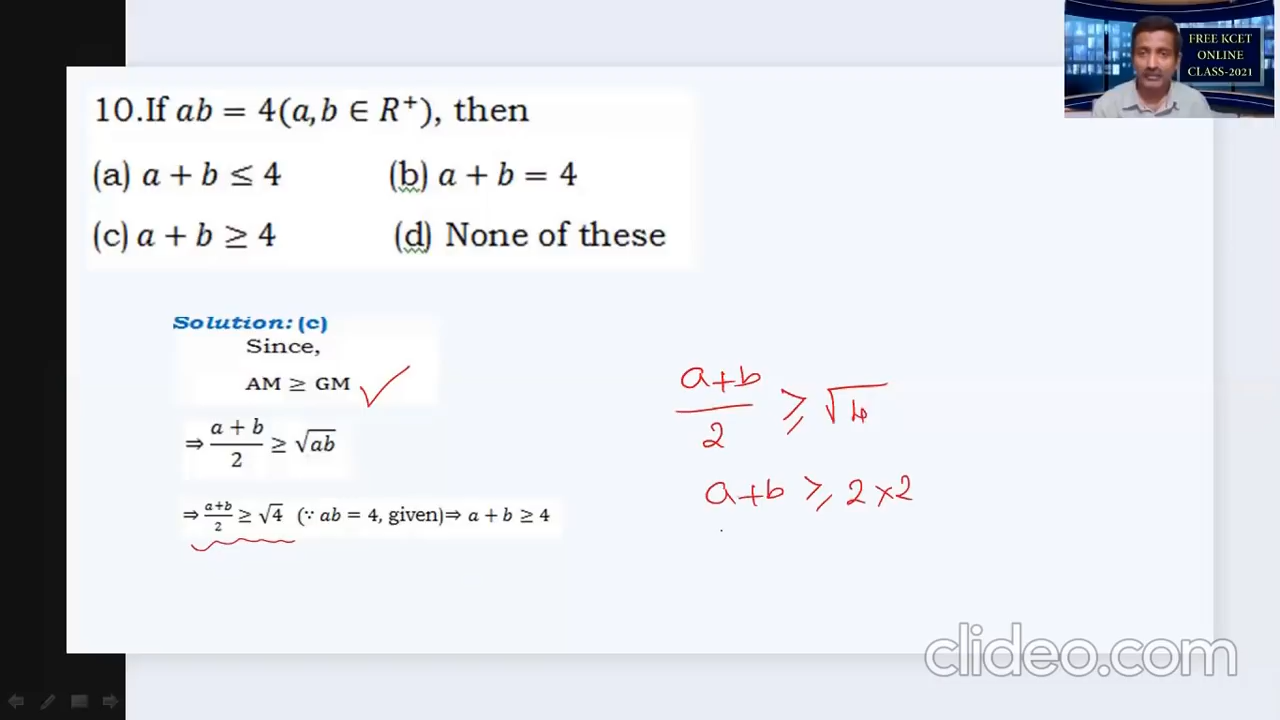 FREE KCET
ONLINE
CLASS-2021
10.If ab = 4(a,b ∈ R⁺), then
(a) a + b ≤ 4 (b) a + b = 4
(c) a + b ≥ 4 (d) None of these
Solution: (c)
Since,
AM ≥ GM
⇒ (a + b)/2 ≥ √ab
⇒ (a+b)/2 ≥ √4 (∵ ab = 4, given)⇒ a + b ≥ 4
(a+b)/2 ≥ √4
a+b ≥ 2×2
clideo.com